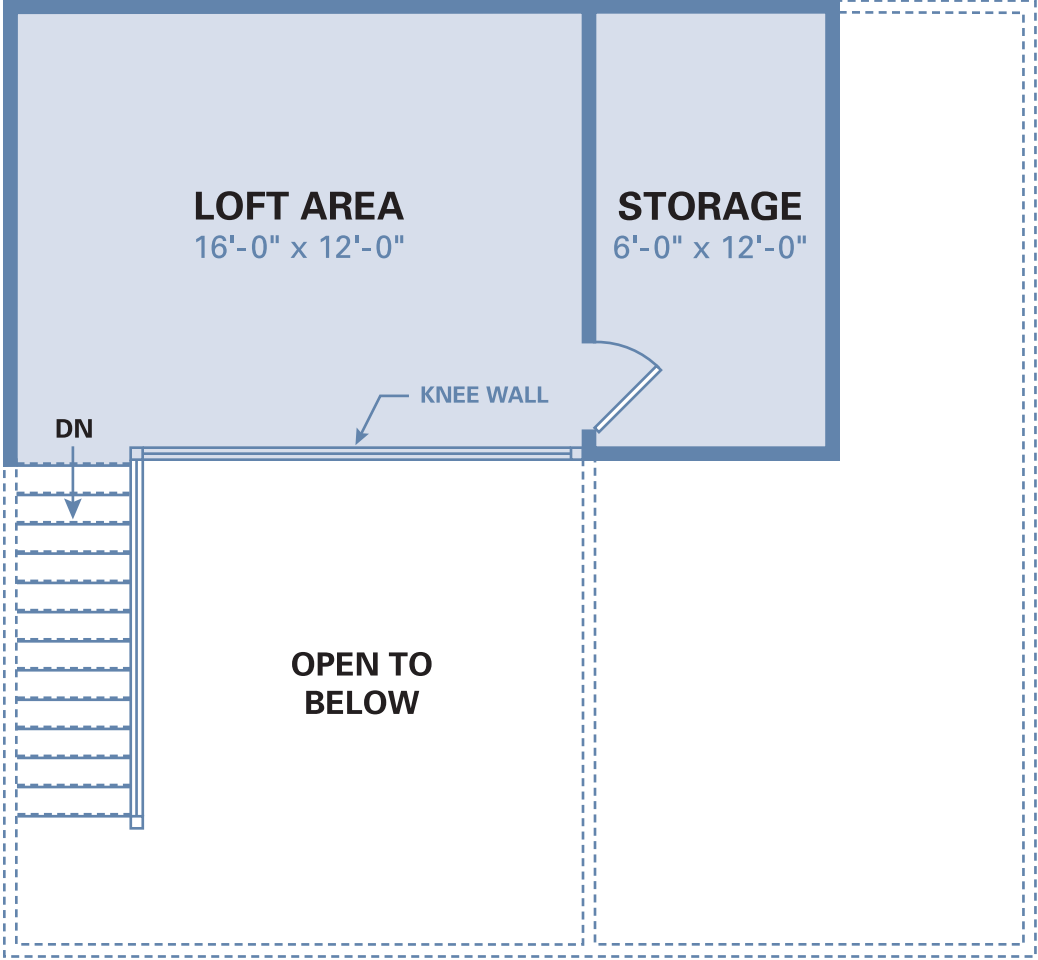 LOFT AREA
16'-0" x 12'-0"
STORAGE
6'-0" x 12'-0"
KNEE WALL
DN
OPEN TO
BELOW